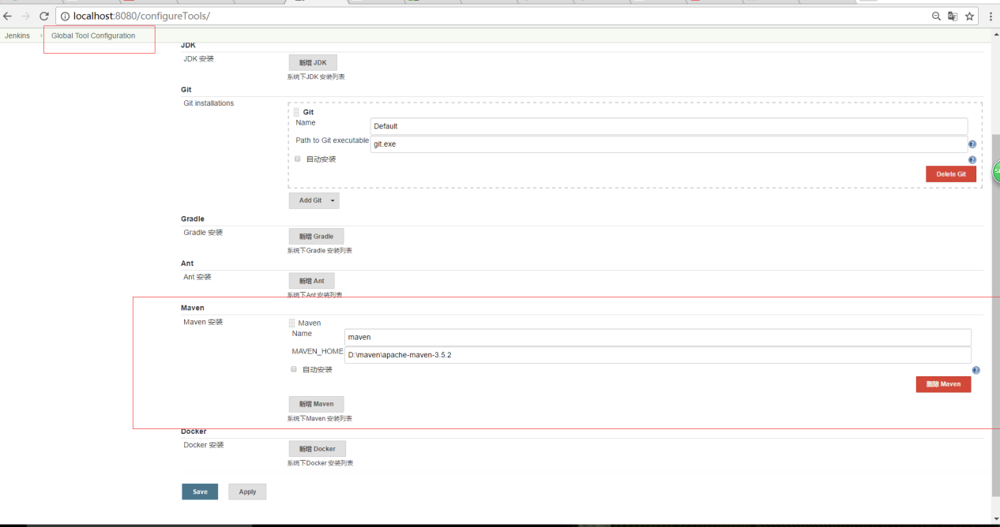 localhost:8080/configureTools/
Jenkins
Global Tool Configuration
JDK
JDK 安装
新增 JDK
系统下JDK 安装列表
Git
Git installations
Git
Name
Default
Path to Git executable
git.exe
自动安装
Delete Git
Add Git
Gradle
Gradle 安装
新增 Gradle
系统下Gradle 安装列表
Ant
Ant 安装
新增 Ant
系统下Ant 安装列表
Maven
Maven 安装
Maven
Name
maven
MAVEN_HOME
D:\maven\apache-maven-3.5.2
自动安装
删除 Maven
新增 Maven
系统下Maven 安装列表
Docker
Docker 安装
新增 Docker
系统下Docker 安装列表
Save
Apply